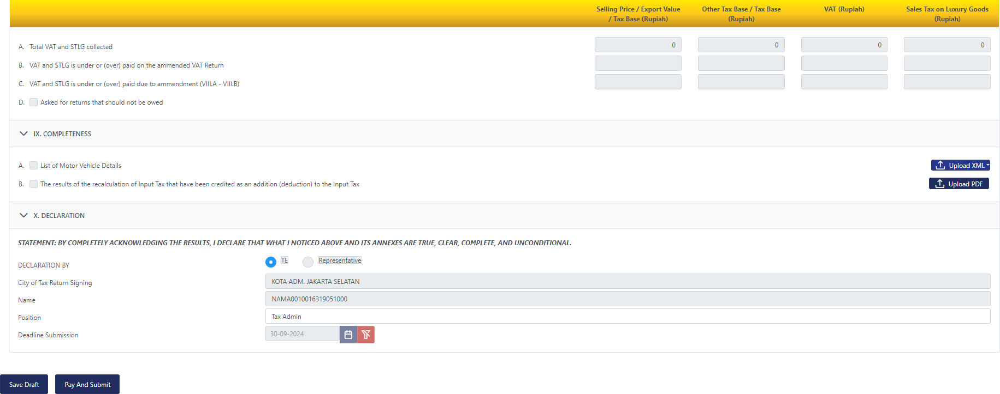 Selling Price / Export Value
/ Tax Base (Rupiah)
Other Tax Base / Tax Base
(Rupiah)
VAT (Rupiah)
Sales Tax on Luxury Goods
(Rupiah)
A. Total VAT and STLG collected 0 0 0 0
B. VAT and STLG is under or (over) paid on the ammended VAT Return
C. VAT and STLG is under or (over) paid due to ammendment (VIII.A - VIII.B)
D. Asked for returns that should not be owed
IX. COMPLETENESS
A. List of Motor Vehicle Details Upload XML
B. The results of the recalculation of Input Tax that have been credited as an addition (deduction) to the Input Tax Upload PDF
X. DECLARATION
STATEMENT: BY COMPLETELY ACKNOWLEDGING THE RESULTS, I DECLARE THAT WHAT I NOTICED ABOVE AND ITS ANNEXES ARE TRUE, CLEAR, COMPLETE, AND UNCONDITIONAL.
DECLARATION BY TE Representative
City of Tax Return Signing KOTA ADM. JAKARTA SELATAN
Name NAMA0010016319051000
Position Tax Admin
Deadline Submission 30-09-2024
Save Draft Pay And Submit